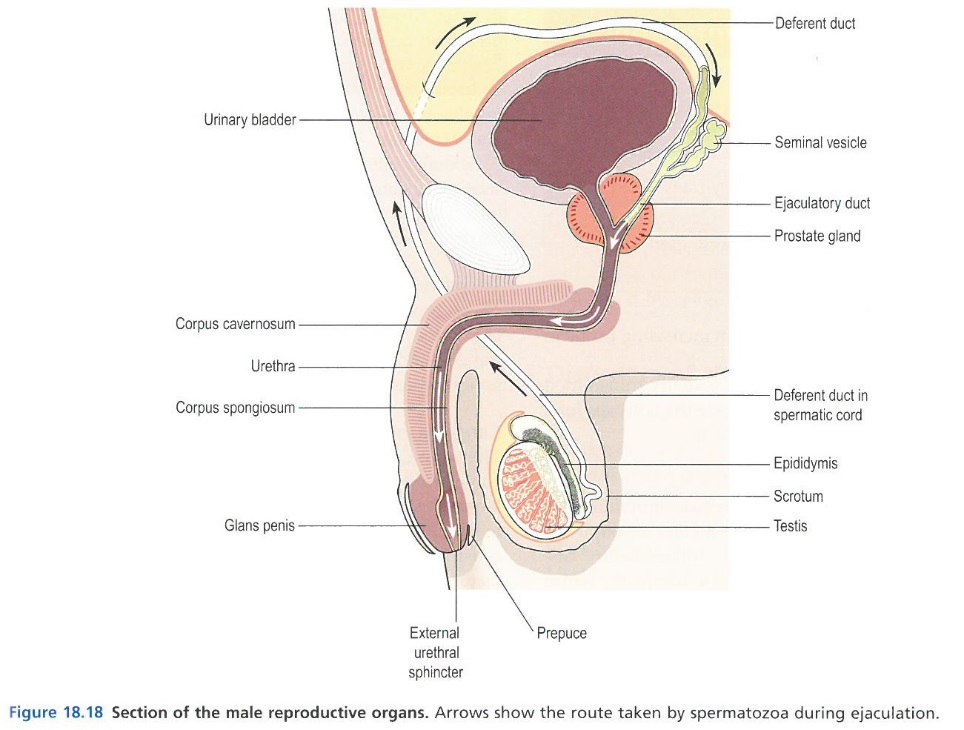 Deferent duct
Urinary bladder
Seminal vesicle
Ejaculatory duct
Prostate gland
Corpus cavernosum
Urethra
Corpus spongiosum
Deferent duct in
spermatic cord
Epididymis
Scrotum
Glans penis
Testis
External
urethral
sphincter
Prepuce
Figure 18.18 Section of the male reproductive organs. Arrows show the route taken by spermatozoa during ejaculation.